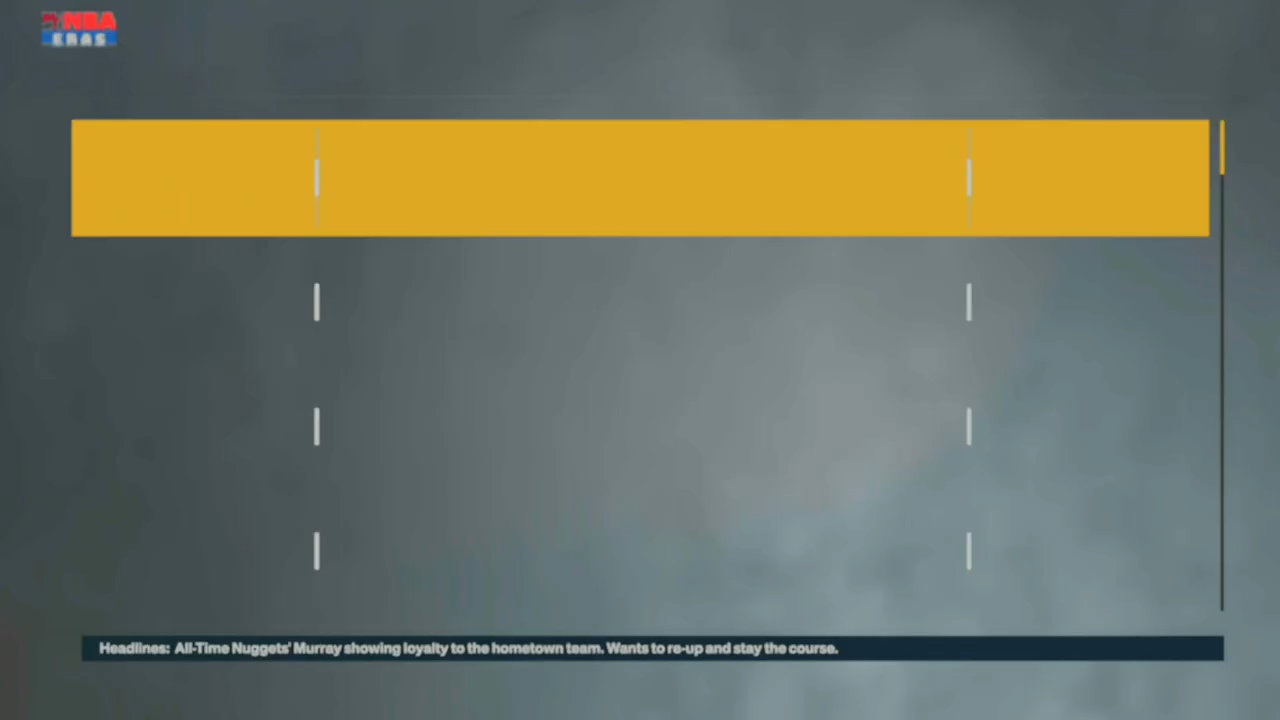 NBA
ERAS
Headlines: All-Time Nuggets' Murray showing loyalty to the hometown team. Wants to re-up and stay the course.